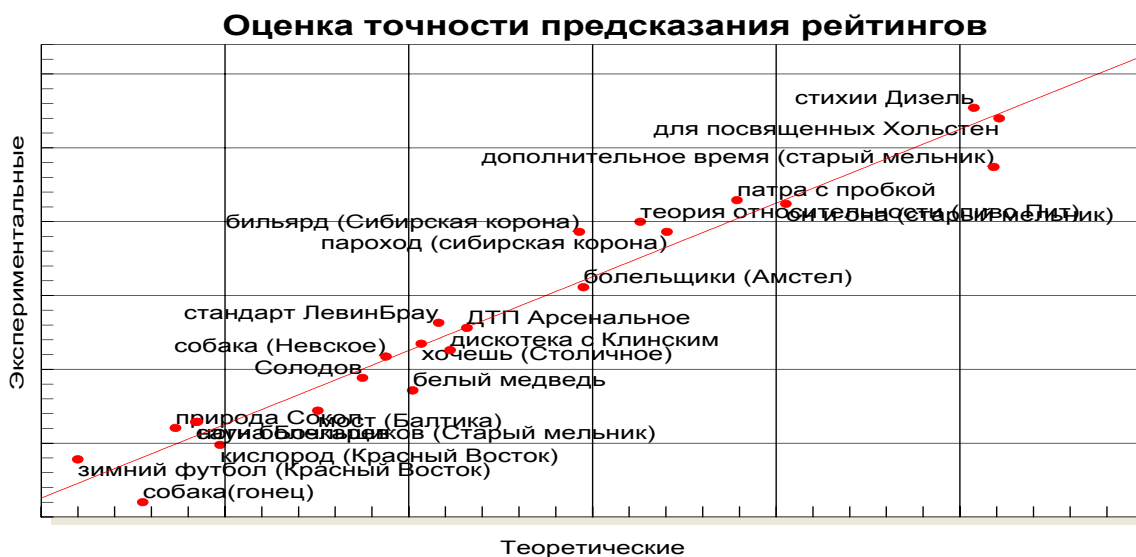 Оценка точности предсказания рейтингов
Экспериментальные
стихии Дизель
для посвященных Хольстен
дополнительное время (старый мельник)
патра с пробкой
теория относительности (пиво Пит)
он и она (старый мельник)
бильярд (Сибирская корона)
пароход (сибирская корона)
болельщики (Амстел)
стандарт ЛевинБрау
ДТП Арсенальное
дискотека с Клинским
собака (Невское)
хочешь (Столичное)
Солодов
белый медведь
природа Сокол
мост (Балтика)
(Старый мельник)
кислород (Красный Восток)
зимний футбол (Красный Восток)
собака(гонец)
Теоретические